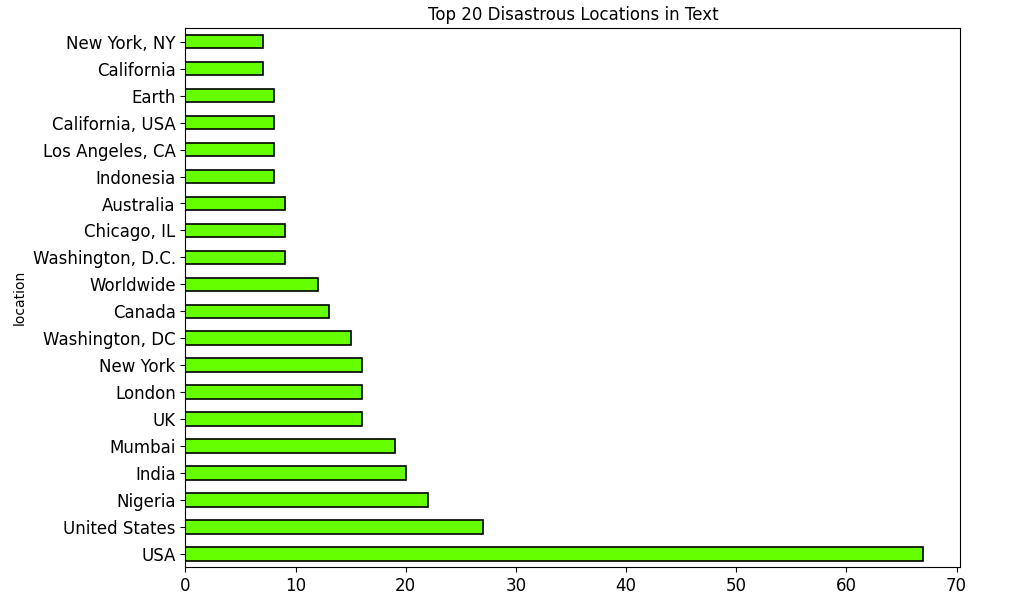 Top 20 Disastrous Locations in Text
New York, NY
California
Earth
California, USA
Los Angeles, CA
Indonesia
Australia
Chicago, IL
Washington, D.C.
Worldwide
Canada
Washington, DC
New York
London
UK
Mumbai
India
Nigeria
United States
USA
location
0 10 20 30 40 50 60 70